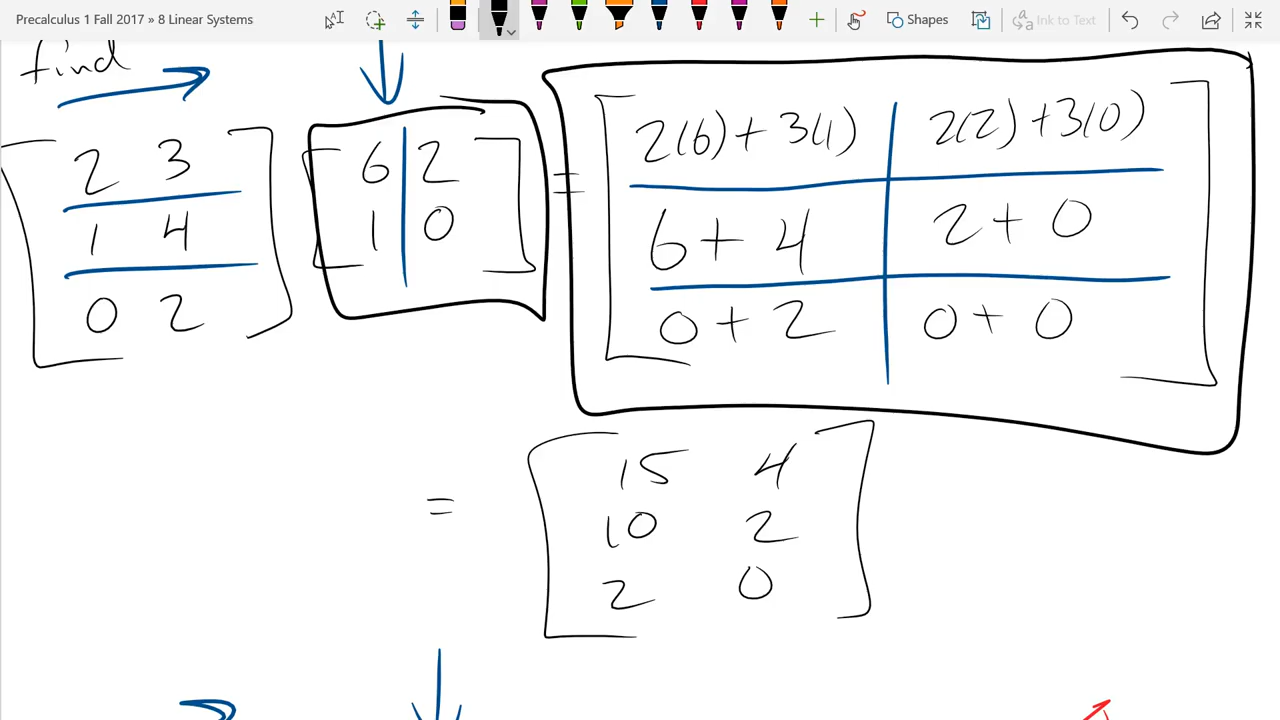 Precalculus 1 Fall 2017 » 8 Linear Systems
Shapes
Ink to Text
find
2 3
1 4
0 2
6 2
1 0
=
2(6) + 3(1) 2(2) + 3(0)
6 + 4 2 + 0
0 + 2 0 + 0
=
15 4
10 2
2 0